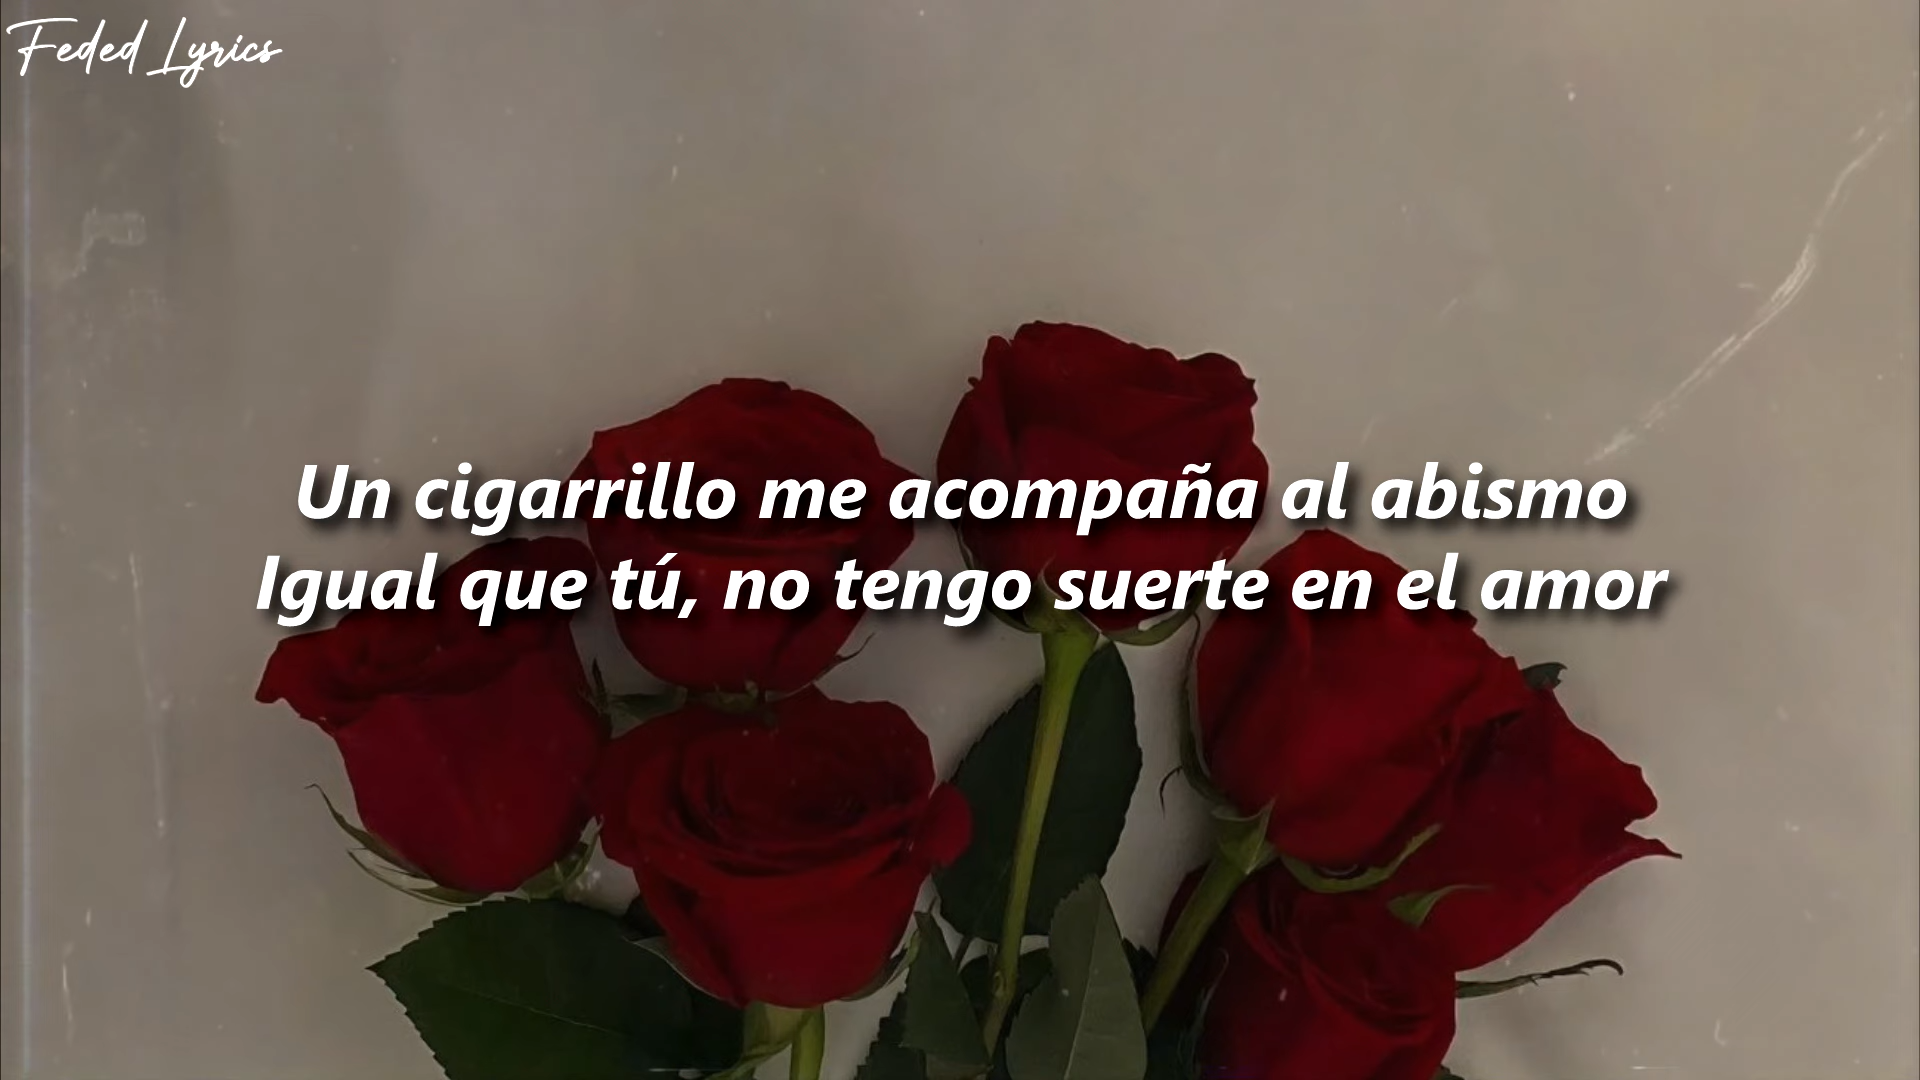 Feded Lyrics
Un cigarrillo me acompaña al abismo
Igual que tú, no tengo suerte en el amor